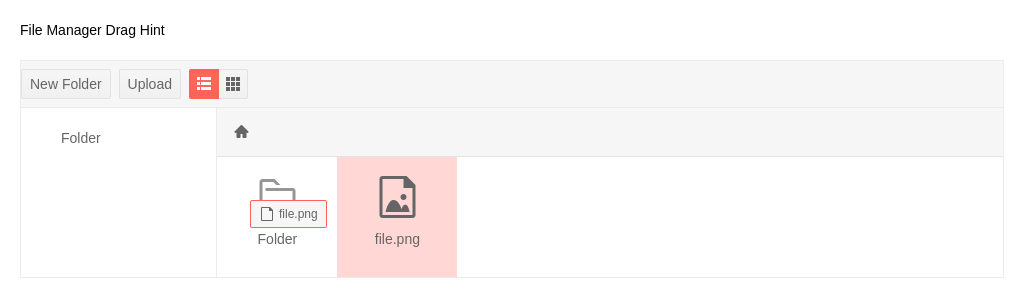 File Manager Drag Hint
New Folder Upload
Folder
file.png
Folder file.png